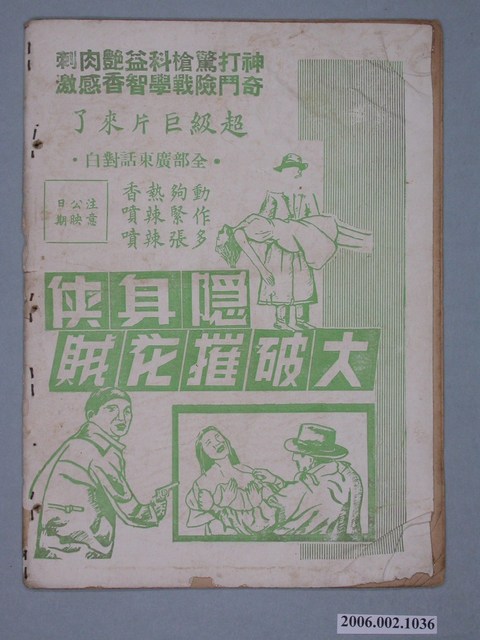 神奇 打鬥 驚險 槍戰 科學 益智 艷香 肉感 刺激
超級巨片來了
•全部廣東話對白•
動作多
夠緊張
熱辣辣
香噴噴
注意
公映
日期
隱身俠
大破摧花賊
2006.002.1036